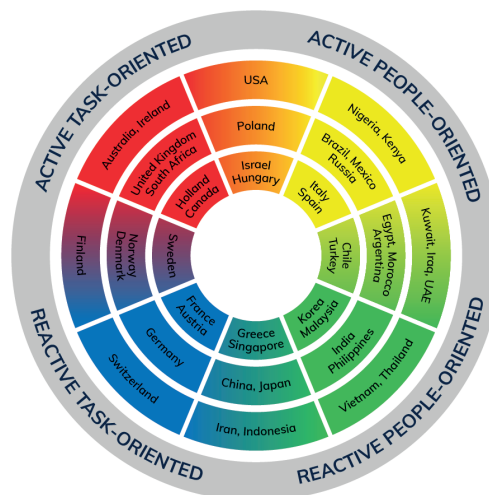 ACTIVE TASK-ORIENTED
ACTIVE PEOPLE-ORIENTED
USA
Poland
Israel
Hungary
Nigeria, Kenya
Brazil, Mexico
Russia
Italy
Spain
Kuwait, Iraq, UAE
Egypt, Morocco
Argentina
Chile
Turkey
Vietnam, Thailand
India
Philippines
Korea
Malaysia
Iran, Indonesia
China, Japan
Greece
Singapore
Switzerland
Germany
France
Austria
Finland
Norway
Denmark
Sweden
Australia, Ireland
United Kingdom
South Africa
Holland
Canada
REACTIVE TASK-ORIENTED
REACTIVE PEOPLE-ORIENTED